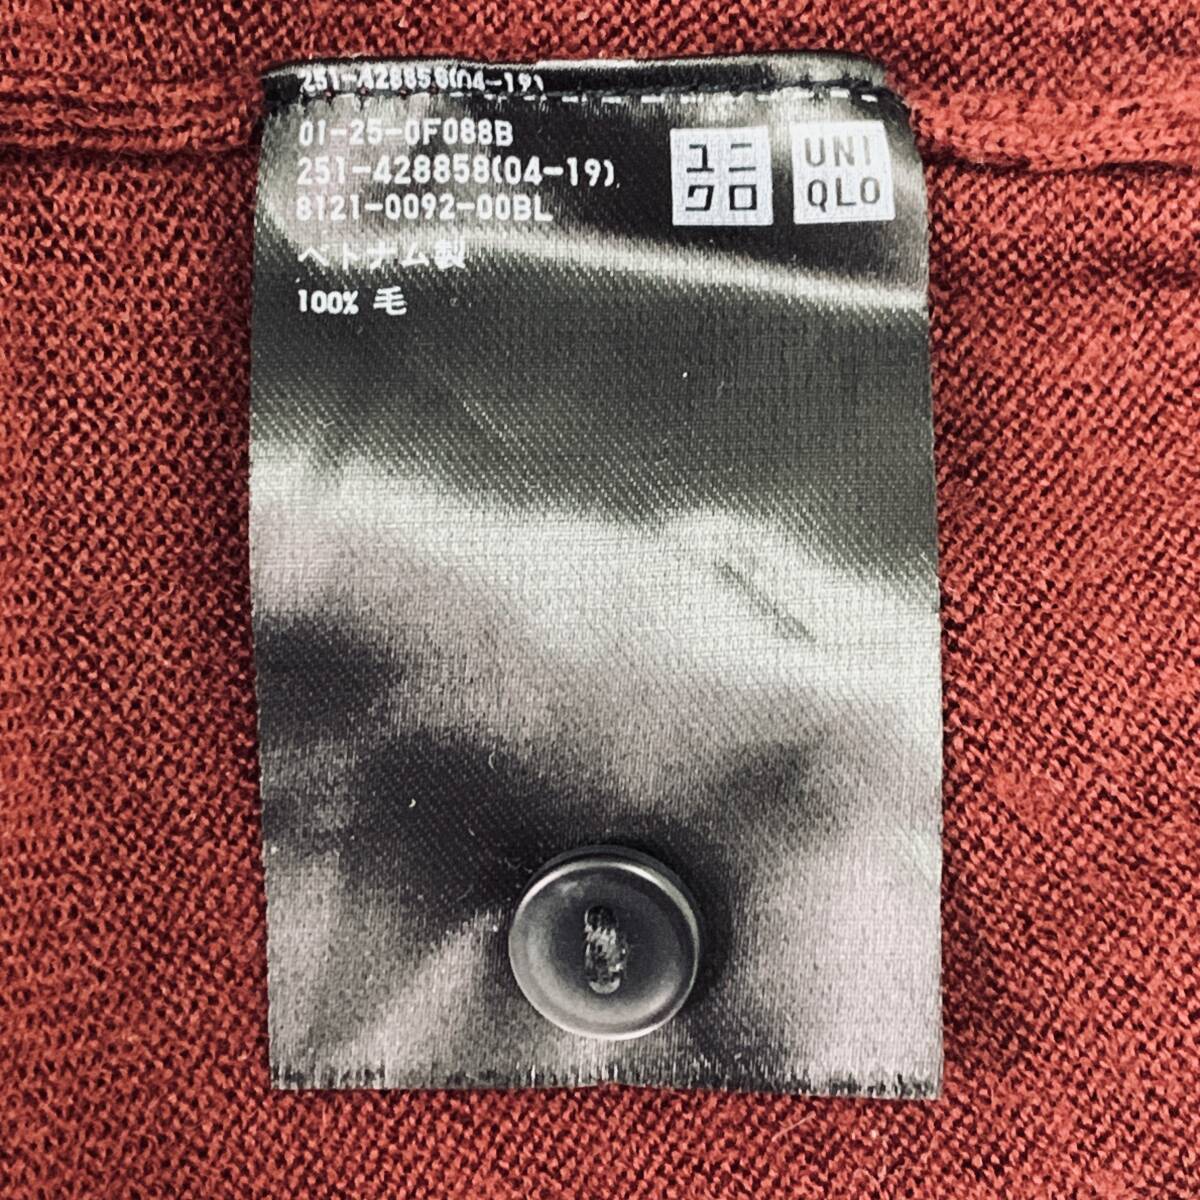 251-428858(04-19)
01-25-0F088B
251-428858(04-19)
8121-0092-00BL
ベトナム製
100% 毛
ユニ
クロ
UNI
QLO